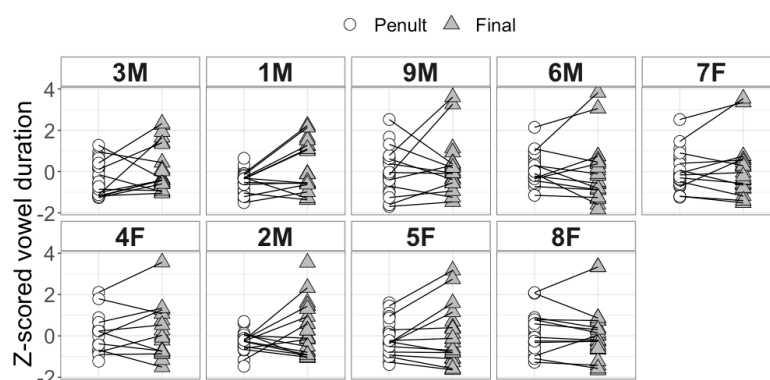 Penult Final
3M 1M 9M 6M 7F
4
2
0
-2
4F 2M 5F 8F
4
2
0
-2
Z-scored vowel duration